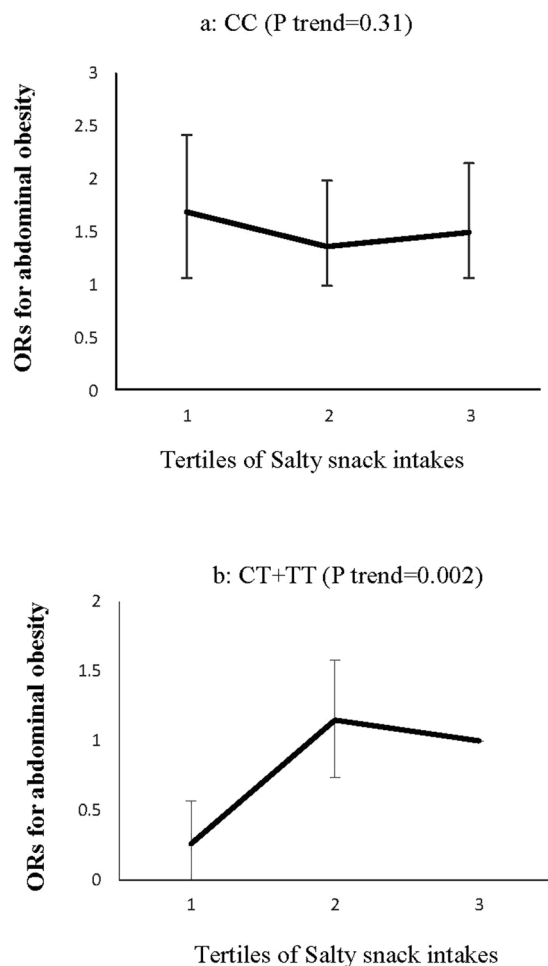 a: CC (P trend=0.31)
ORs for abdominal obesity
3
2.5
2
1.5
1
0.5
0
1 2 3
Tertiles of Salty snack intakes
b: CT+TT (P trend=0.002)
ORs for abdominal obesity
2
1.5
1
0.5
0
1 2 3
Tertiles of Salty snack intakes